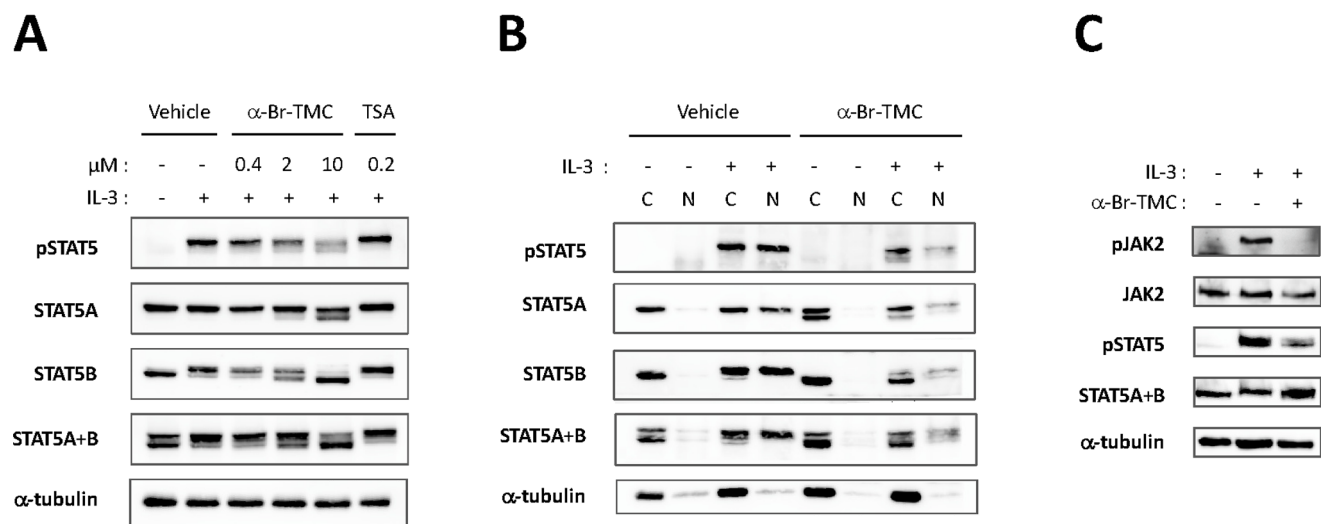 A
Vehicle α-Br-TMC TSA
μM : - - 0.4 2 10 0.2
IL-3 : - + + + + +
pSTAT5
STAT5A
STAT5B
STAT5A+B
α-tubulin
B
Vehicle α-Br-TMC
IL-3 : - - + + - - + +
C N C N C N C N
pSTAT5
STAT5A
STAT5B
STAT5A+B
α-tubulin
C
IL-3 : - + +
α-Br-TMC : - - +
pJAK2
JAK2
pSTAT5
STAT5A+B
α-tubulin